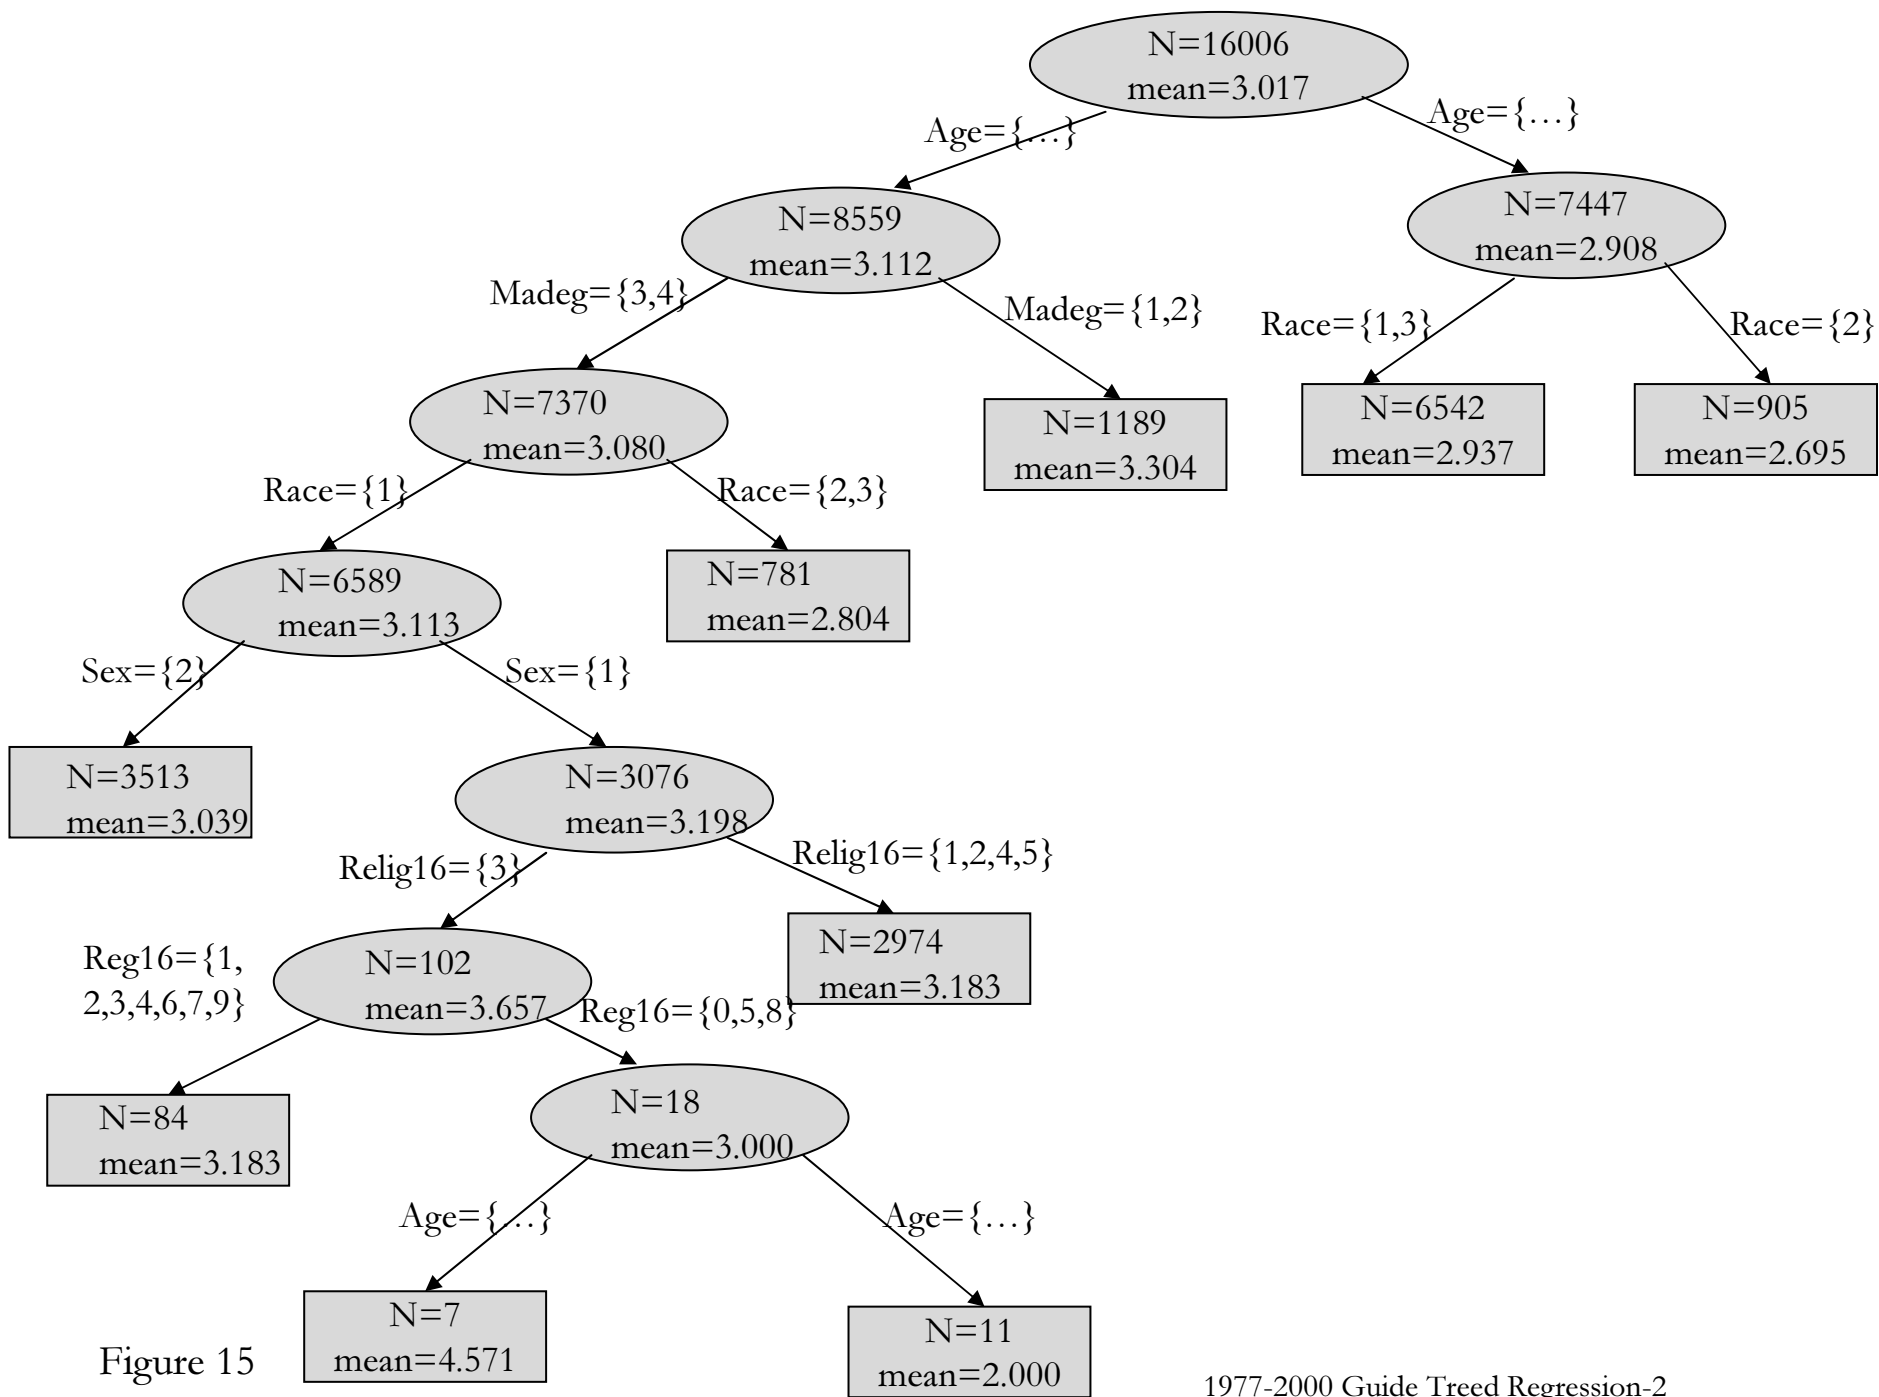 N=16006
mean=3.017
Age={…}
Age={…}
N=8559
mean=3.112
N=7447
mean=2.908
Madeg={3,4}
Madeg={1,2}
Race={1,3}
Race={2}
N=7370
mean=3.080
N=1189
mean=3.304
N=6542
mean=2.937
N=905
mean=2.695
Race={1}
Race={2,3}
N=6589
mean=3.113
N=781
mean=2.804
Sex={2}
Sex={1}
N=3513
mean=3.039
N=3076
mean=3.198
Relig16={3}
Relig16={1,2,4,5}
N=102
mean=3.657
N=2974
mean=3.183
Reg16={1,
2,3,4,6,7,9}
Reg16={0,5,8}
N=84
mean=3.183
N=18
mean=3.000
Age={…}
Age={…}
N=7
mean=4.571
N=11
mean=2.000
Figure 15
1977-2000 Guide Treed Regression-2